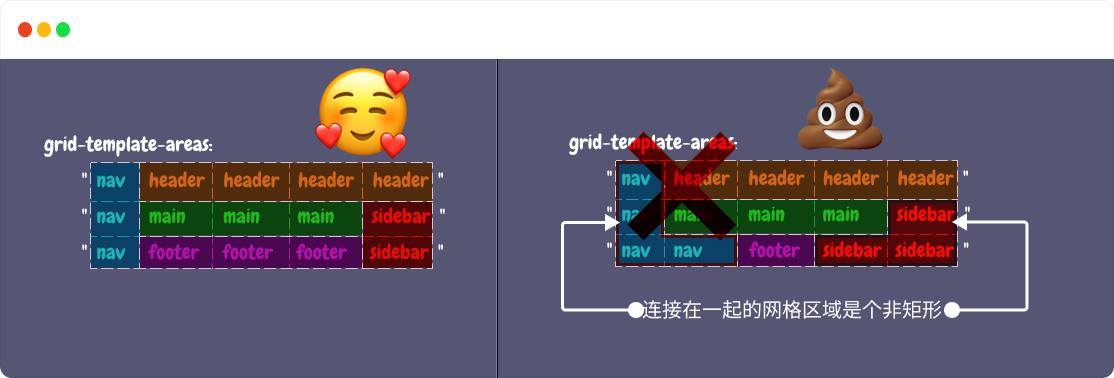 grid-template-areas:
" nav header header header header "
" nav main main main sidebar "
" nav footer footer footer sidebar "
grid-template-areas:
" nav header header header header "
" nav main main main sidebar "
" nav nav footer sidebar sidebar "
连接在一起的网格区域是个非矩形